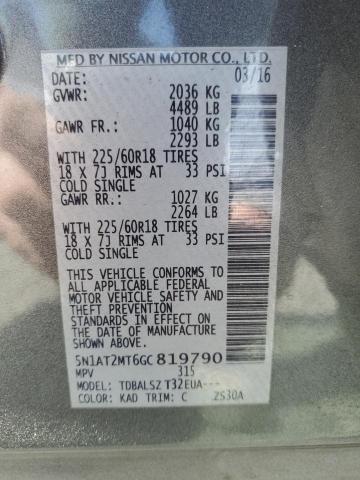 MFD BY NISSAN MOTOR CO., LTD.
DATE: 03/16
GVWR: 2036 KG
4489 LB
GAWR FR.: 1040 KG
2293 LB
WITH 225/60R18 TIRES
18 X 7J RIMS AT 33 PSI
COLD SINGLE
GAWR RR.: 1027 KG
2264 LB
WITH 225/60R18 TIRES
18 X 7J RIMS AT 33 PSI
COLD SINGLE
THIS VEHICLE CONFORMS TO
ALL APPLICABLE FEDERAL
MOTOR VEHICLE SAFETY AND
THEFT PREVENTION
STANDARDS IN EFFECT ON
THE DATE OF MANUFACTURE
SHOWN ABOVE.
5N1AT2MT6GC819790
MPV 315
MODEL: TDBALSZ T32EUA---
COLOR: KAD TRIM: C 2S30A